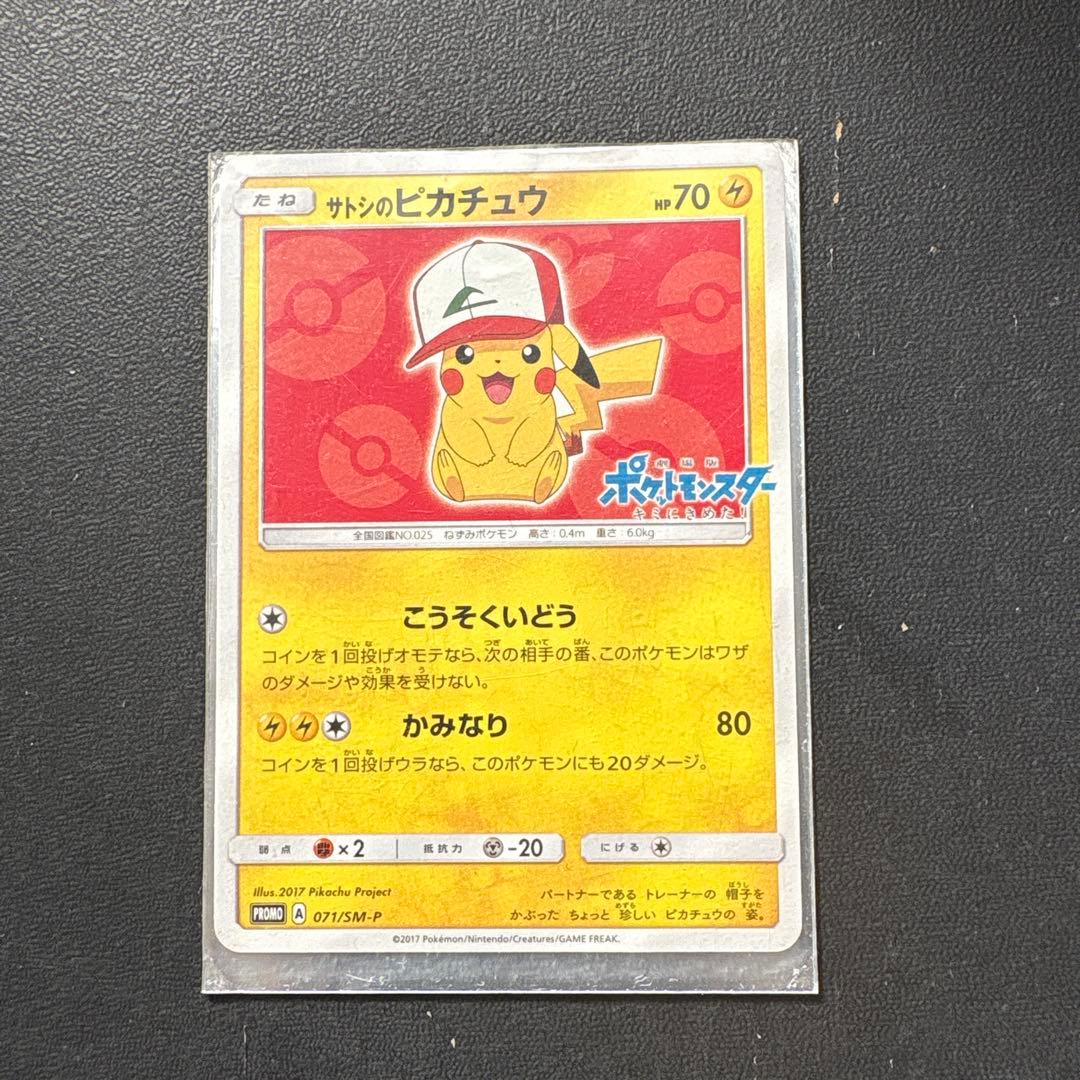 たね サトシのピカチュウ HP 70
劇場版
ポケットモンスター
キミにきめた!
全国図鑑NO.025 ねずみポケモン 高さ:0.4m 重さ:6.0kg
こうそくいどう
コインを1回投げオモテなら、次の相手の番、このポケモンはワザ
のダメージや効果を受けない。
かみなり 80
コインを1回投げウラなら、このポケモンにも20ダメージ。
弱点 ×2 抵抗力 -20 にげる
Illus.2017 Pikachu Project
パートナーである トレーナーの 帽子を
かぶった ちょっと 珍しい ピカチュウの 姿。
PROMO A 071/SM-P
©2017 Pokémon/Nintendo/Creatures/GAME FREAK.